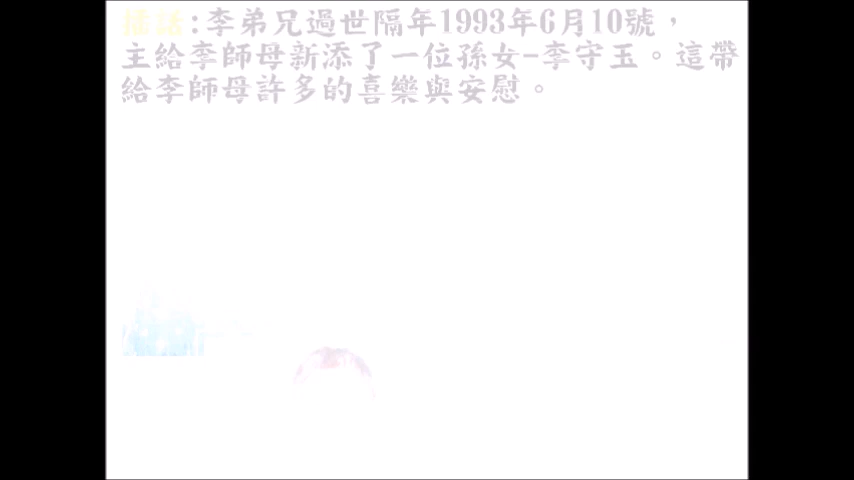 插話:李弟兄過世隔年1993年6月10號，
主給李師母新添了一位孫女-李守玉。這帶
給李師母許多的喜樂與安慰。